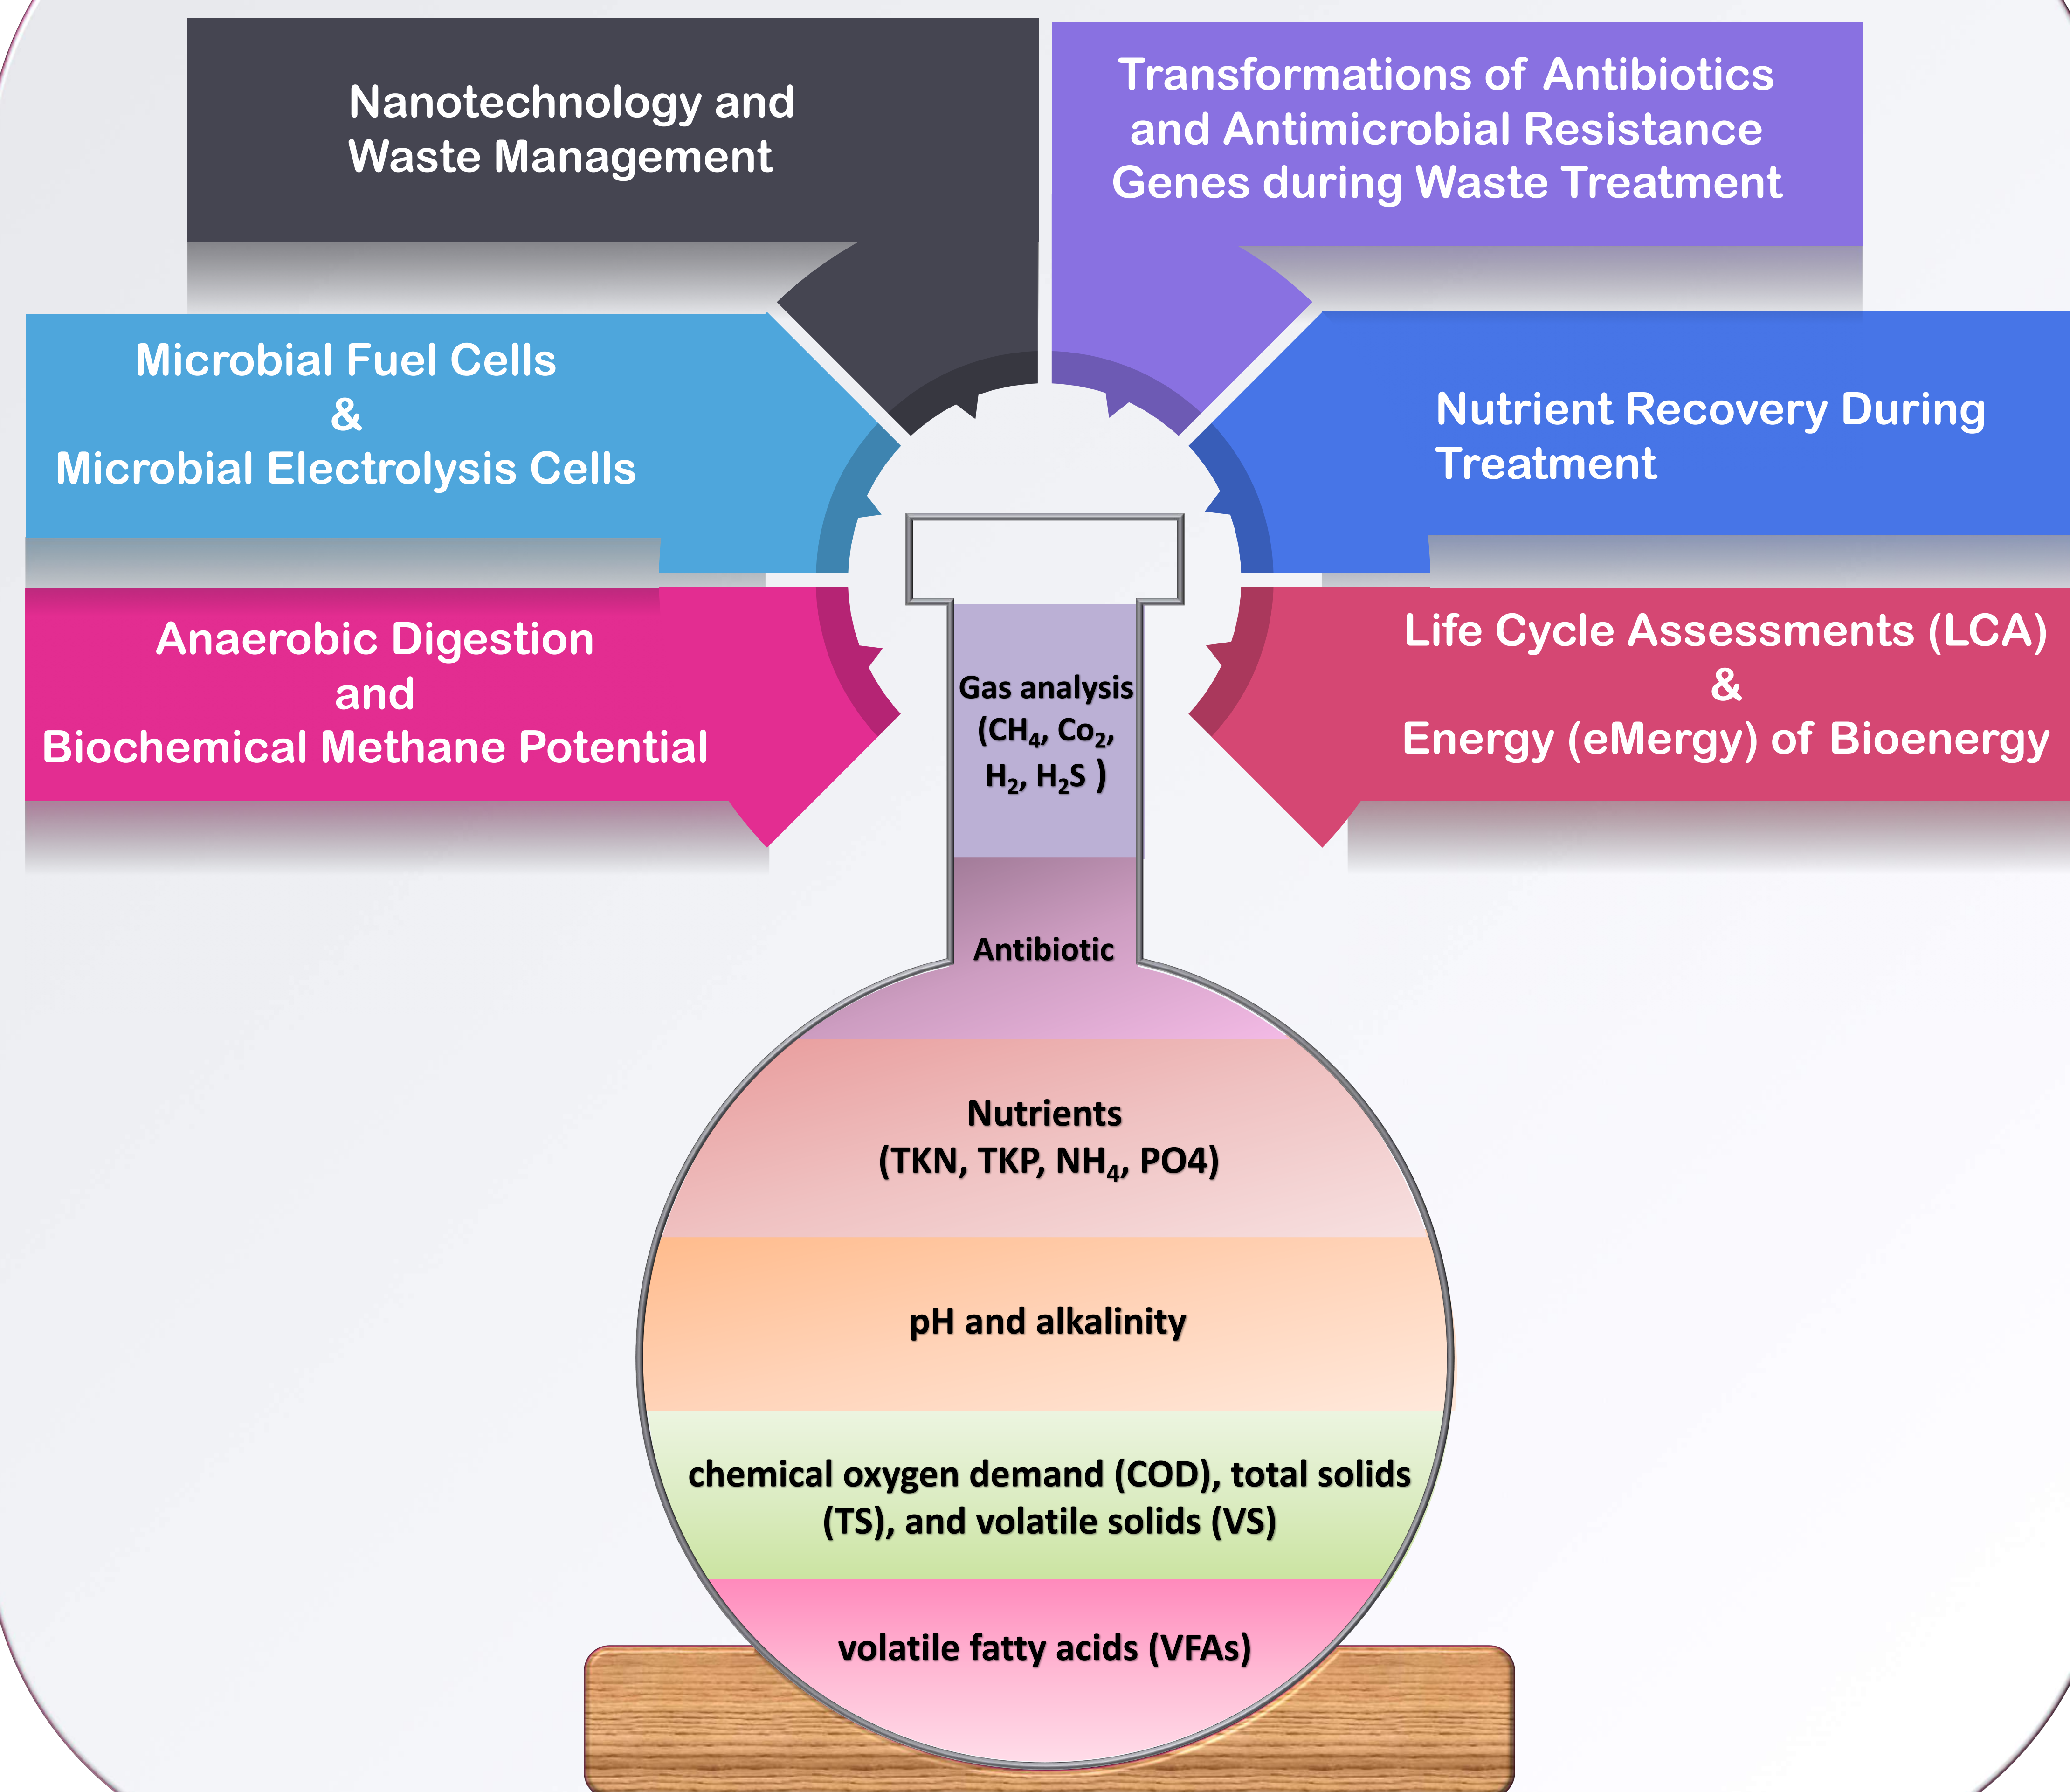 Nanotechnology and
Waste Management
Transformations of Antibiotics
and Antimicrobial Resistance
Genes during Waste Treatment
Microbial Fuel Cells
&
Microbial Electrolysis Cells
Nutrient Recovery During
Treatment
Anaerobic Digestion
and
Biochemical Methane Potential
Life Cycle Assessments (LCA)
&
Energy (eMergy) of Bioenergy
Gas analysis
(CH₄, Co₂,
H₂, H₂S )
Antibiotic
Nutrients
(TKN, TKP, NH₄, PO4)
pH and alkalinity
chemical oxygen demand (COD), total solids
(TS), and volatile solids (VS)
volatile fatty acids (VFAs)